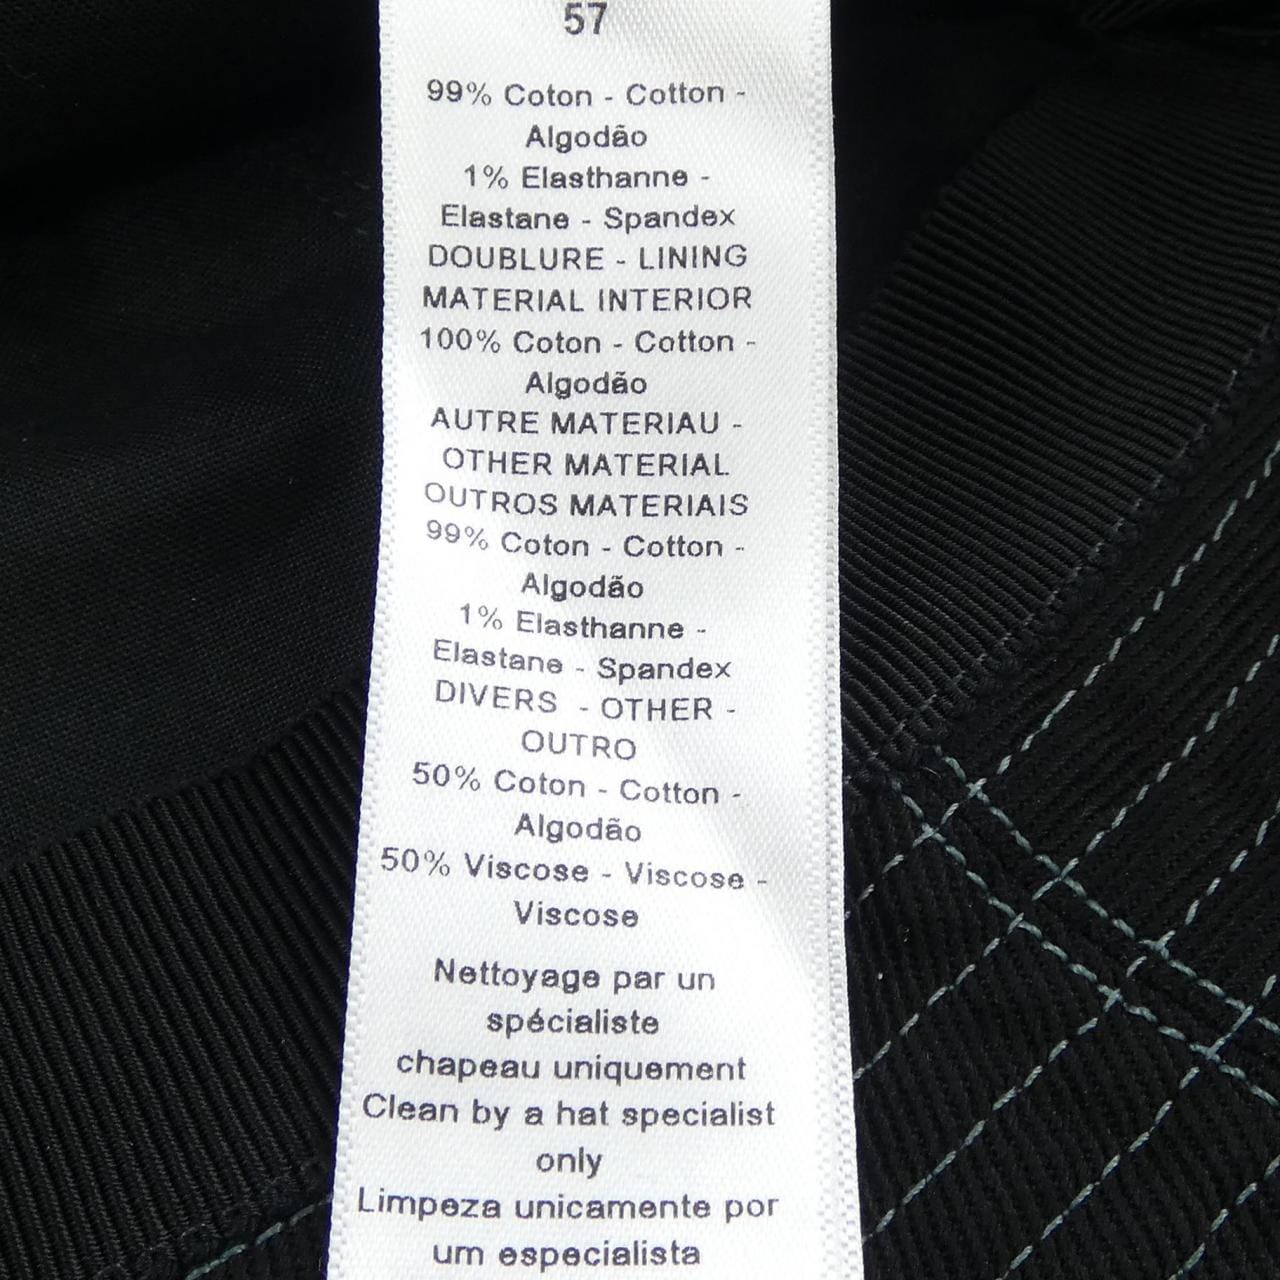 57
99% Coton - Cotton -
Algodão
1% Elasthanne -
Elastane - Spandex
DOUBLURE - LINING
MATERIAL INTERIOR
100% Coton - Cotton -
Algodão
AUTRE MATERIAU -
OTHER MATERIAL
OUTROS MATERIAIS
99% Coton - Cotton -
Algodão
1% Elasthanne -
Elastane - Spandex
DIVERS - OTHER -
OUTRO
50% Coton - Cotton -
Algodão
50% Viscose - Viscose -
Viscose
Nettoyage par un
spécialiste
chapeau uniquement
Clean by a hat specialist
only
Limpeza unicamente por
um especialista